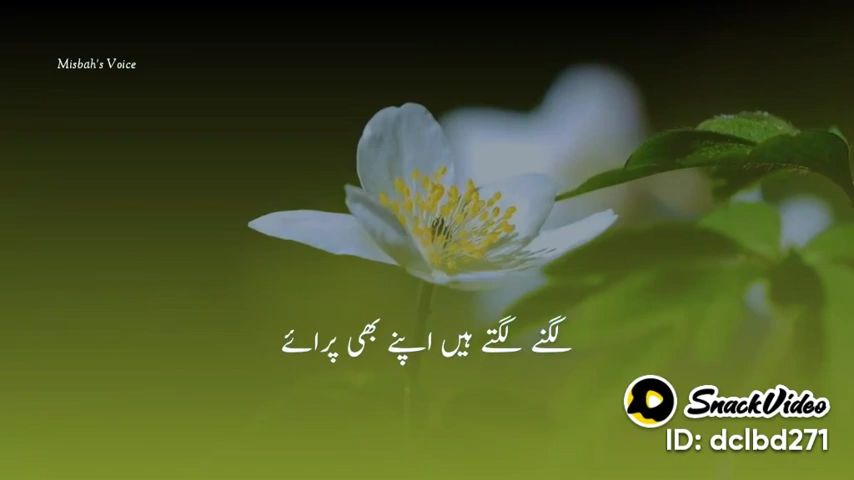 Misbah's Voice
لگنے لگتے ہیں اپنے بھی پرائے
SnackVideo
ID: dclbd271